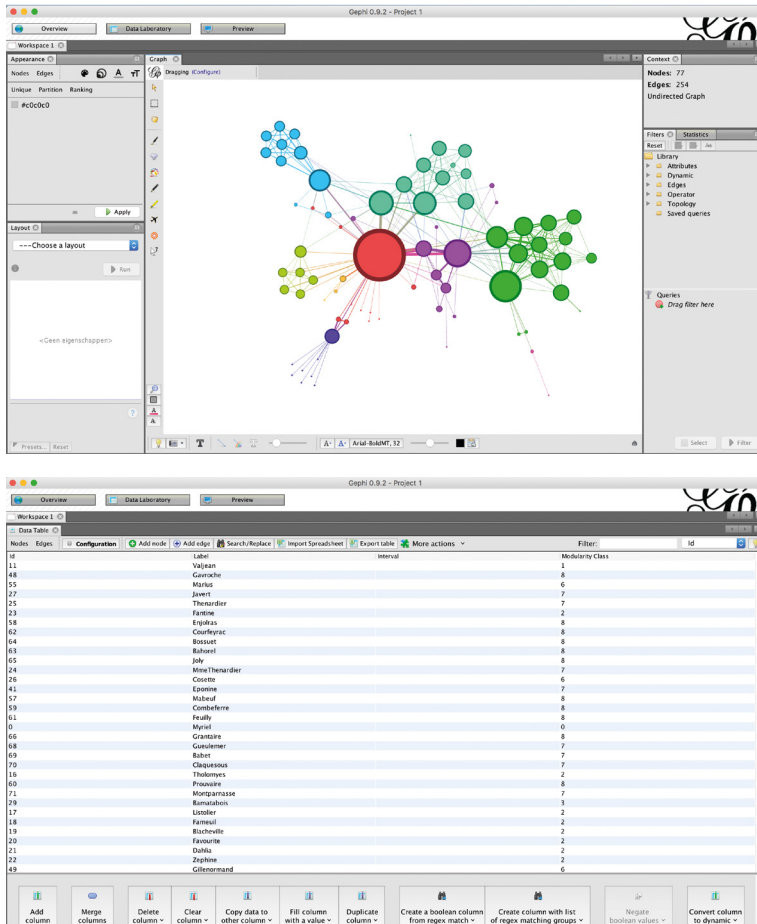 Gephi 0.9.2 - Project 1
Overview Data Laboratory Preview
Workspace 1
Appearance
Nodes Edges
Unique Partition Ranking
#c0c0c0
Apply
Layout
---Choose a layout
Run
<Geen eigenschappen>
Presets... Reset
Graph
Dragging (Configure)
Arial-BoldMT, 32
Context
Nodes: 77
Edges: 254
Undirected Graph
Filters Statistics
Reset
Library
Attributes
Dynamic
Edges
Operator
Topology
Saved queries
Queries
Drag filter here
Select Filter
Gephi 0.9.2 - Project 1
Overview Data Laboratory Preview
Workspace 1
Data Table
Nodes Edges Configuration Add node Add edge Search/Replace Import Spreadsheet Export table More actions Filter: Id
Id Label Interval Modularity Class
11 Valjean 1
48 Gavroche 8
55 Marius 6
27 Javert 7
25 Thenardier 7
23 Fantine 2
58 Enjolras 8
62 Courfeyrac 8
64 Bossuet 8
63 Bahorel 8
65 Joly 8
24 MmeThenardier 7
26 Cosette 6
41 Eponine 7
57 Mabeuf 8
59 Combeferre 8
61 Feuilly 8
0 Myriel 0
66 Grantaire 8
68 Gueulemer 7
69 Babet 7
70 Claquesous 7
16 Tholomyes 2
60 Prouvaire 8
71 Montparnasse 7
29 Bamatabois 3
17 Listolier 2
18 Fameuil 2
19 Blacheville 2
20 Favourite 2
21 Dahlia 2
22 Zephine 2
49 Gillenormand 6
Add column
Merge columns
Delete column
Clear column
Copy data to other column
Fill column with a value
Duplicate column
Create a boolean column from regex match
Create column with list of regex matching groups
Negate boolean values
Convert column to dynamic